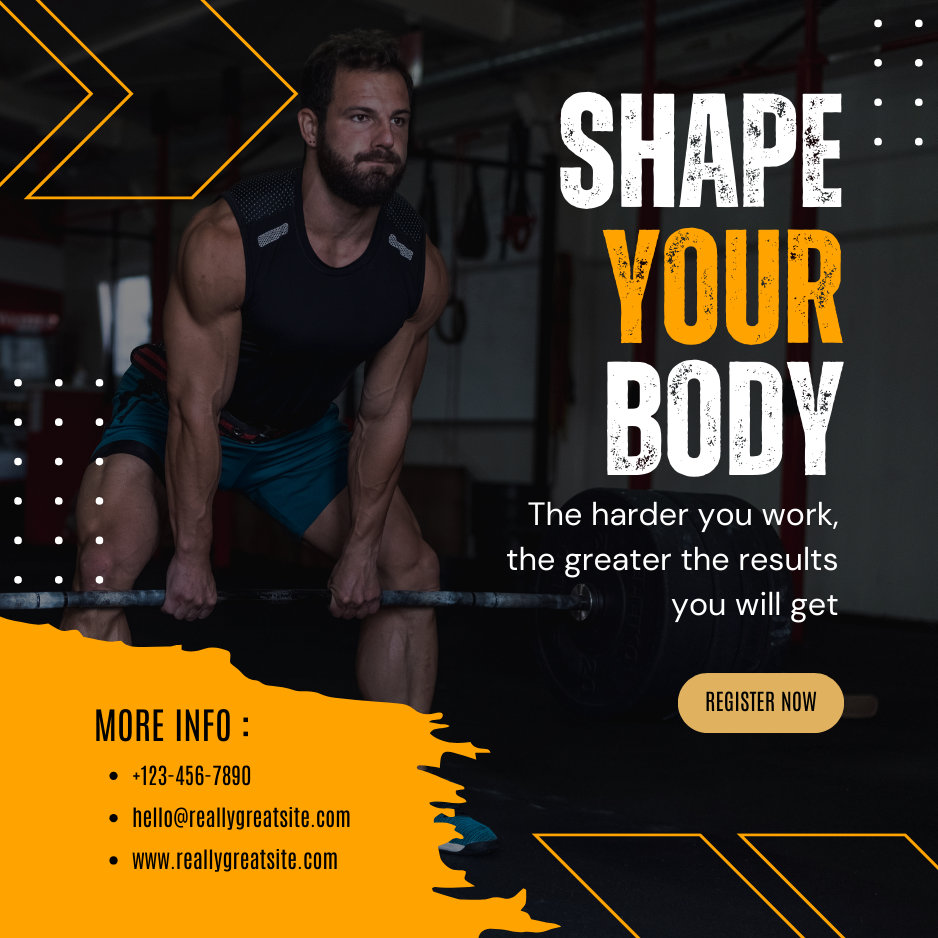 SHAPE
YOUR
BODY
The harder you work,
the greater the results
you will get
REGISTER NOW
MORE INFO :
• +123-456-7890
• hello@reallygreatsite.com
• www.reallygreatsite.com